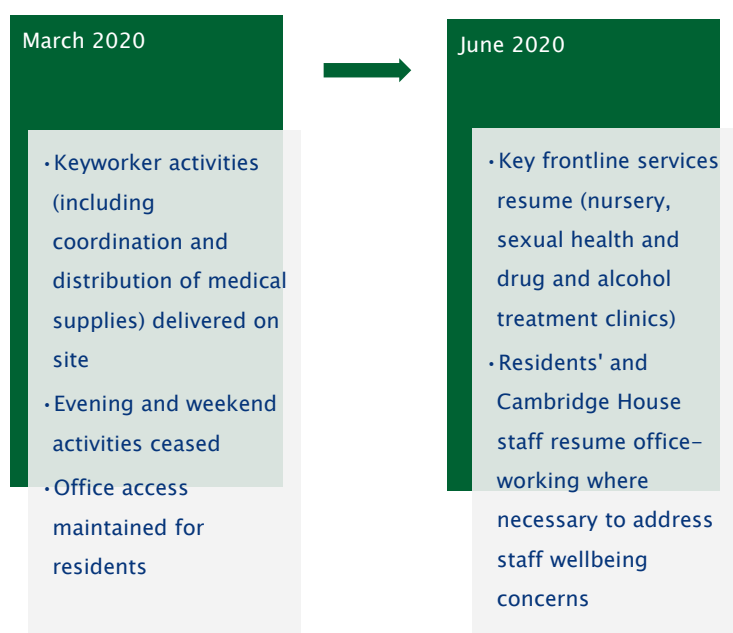 March 2020
•Keyworker activities
(including
coordination and
distribution of medical
supplies) delivered on
site
•Evening and weekend
activities ceased
•Office access
maintained for
residents
June 2020
•Key frontline services
resume (nursery,
sexual health and
drug and alcohol
treatment clinics)
•Residents' and
Cambridge House
staff resume office-
working where
necessary to address
staff wellbeing
concerns